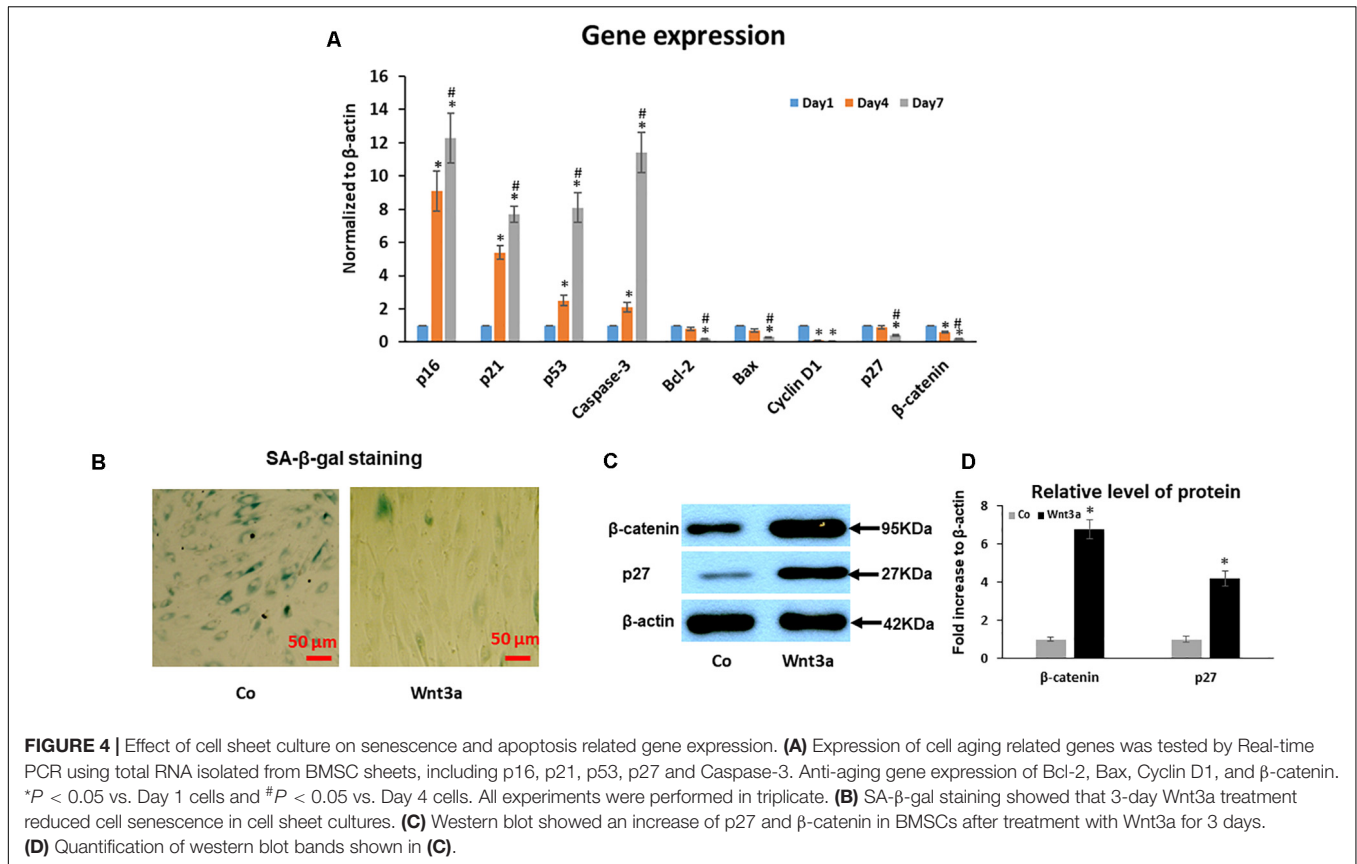 A
Gene expression
Normalized to β-actin
16
14
12
10
8
6
4
2
0
Day1 Day4 Day7
* # * * # * * # * * # * # * # * * * # * * # *
p16 p21 p53 Caspase-3 Bcl-2 Bax Cyclin D1 p27 β-catenin
B
SA-β-gal staining
50 µm 50 µm
Co Wnt3a
C
β-catenin 95KDa
p27 27KDa
β-actin 42KDa
Co Wnt3a
D
Relative level of protein
Co Wnt3a
Fold increase to β-actin
8
6
4
2
0
* *
β-catenin p27
FIGURE 4 | Effect of cell sheet culture on senescence and apoptosis related gene expression. (A) Expression of cell aging related genes was tested by Real-time
PCR using total RNA isolated from BMSC sheets, including p16, p21, p53, p27 and Caspase-3. Anti-aging gene expression of Bcl-2, Bax, Cyclin D1, and β-catenin.
*P < 0.05 vs. Day 1 cells and #P < 0.05 vs. Day 4 cells. All experiments were performed in triplicate. (B) SA-β-gal staining showed that 3-day Wnt3a treatment
reduced cell senescence in cell sheet cultures. (C) Western blot showed an increase of p27 and β-catenin in BMSCs after treatment with Wnt3a for 3 days.
(D) Quantification of western blot bands shown in (C).